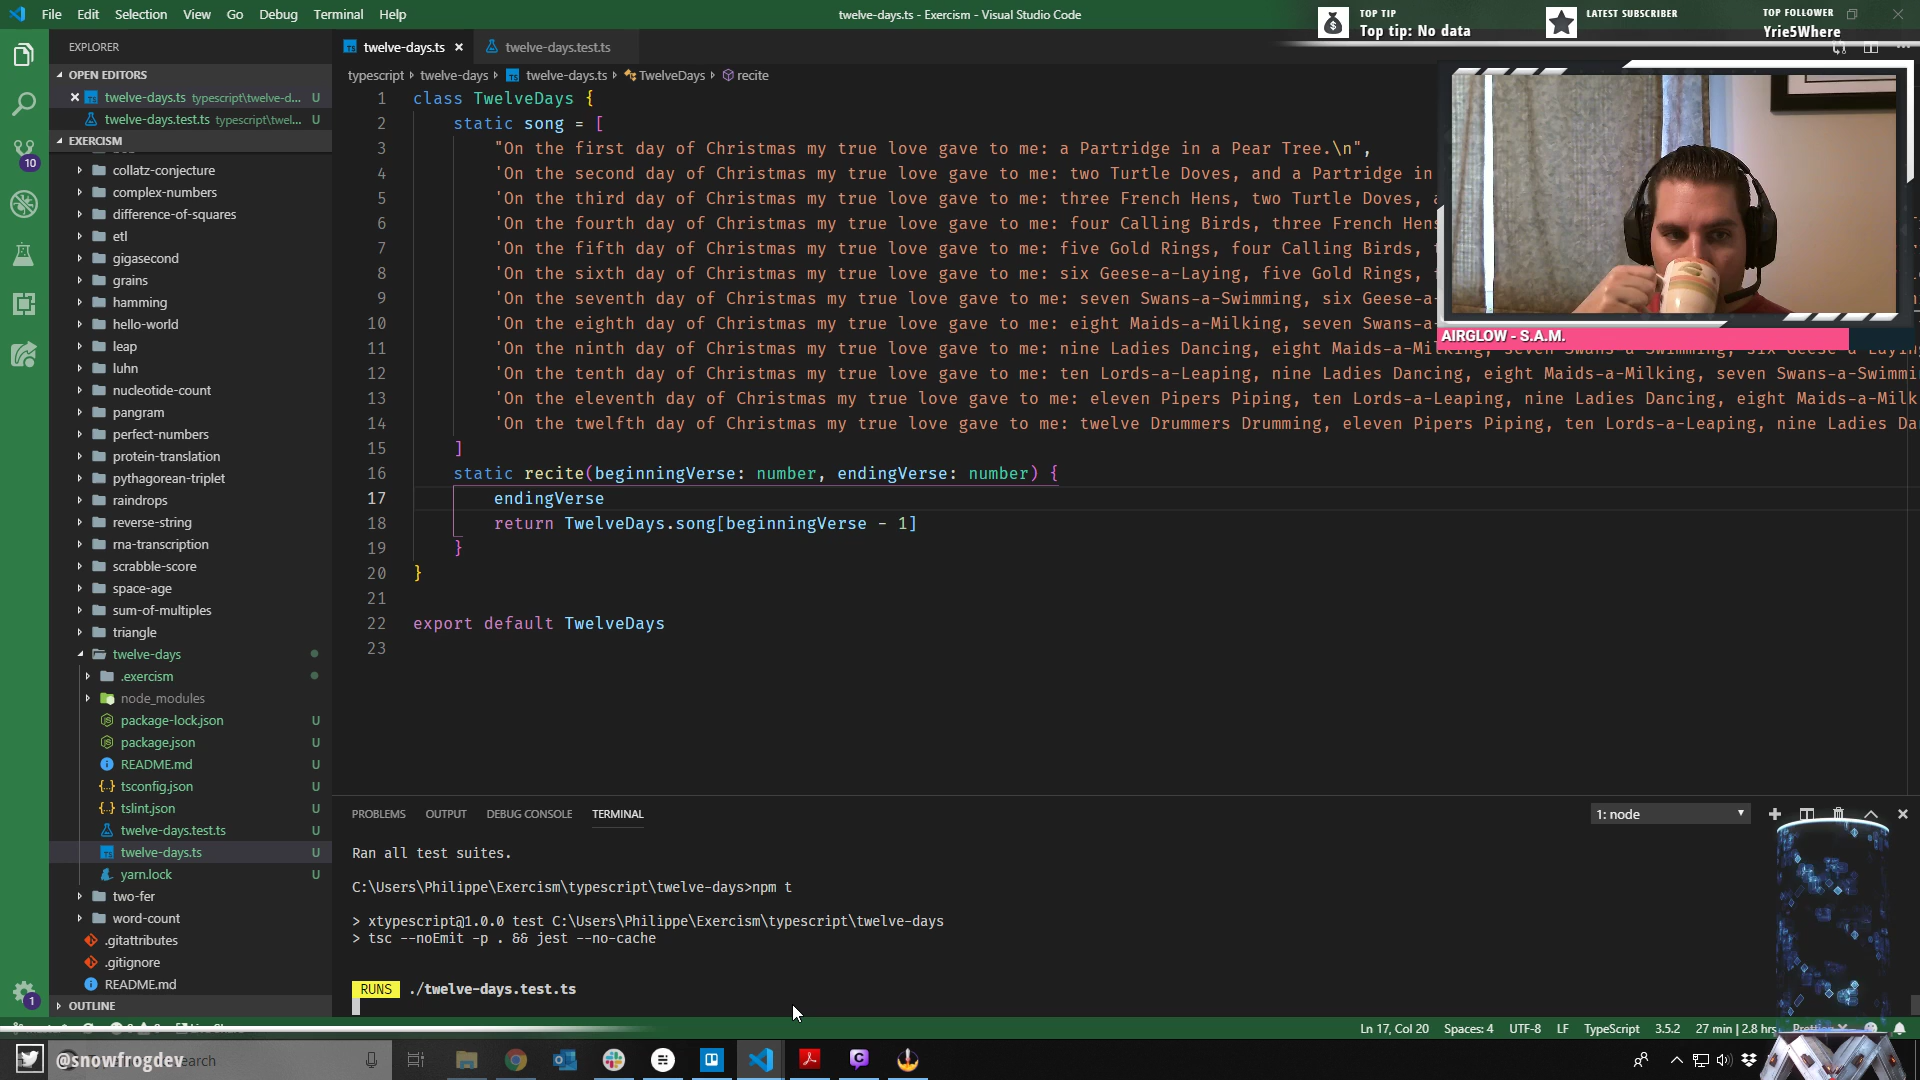 File Edit Selection View Go Debug Terminal Help
twelve-days.ts - Exercism - Visual Studio Code
TOP TIP
Top tip: No data
LATEST SUBSCRIBER
TOP FOLLOWER
Yrie5Where
EXPLORER
OPEN EDITORS
twelve-days.ts typescript\twelve-d... U
twelve-days.test.ts typescript\twel... U
EXERCISM
collatz-conjecture
complex-numbers
difference-of-squares
etl
gigasecond
grains
hamming
hello-world
leap
luhn
nucleotide-count
pangram
perfect-numbers
protein-translation
pythagorean-triplet
raindrops
reverse-string
rna-transcription
scrabble-score
space-age
sum-of-multiples
triangle
twelve-days
.exercism
node_modules
package-lock.json U
package.json U
README.md U
tsconfig.json U
tslint.json U
twelve-days.test.ts U
twelve-days.ts U
yarn.lock U
two-fer
word-count
.gitattributes
.gitignore
README.md
OUTLINE
10
1
twelve-days.ts
twelve-days.test.ts
typescript twelve-days twelve-days.ts TwelveDays recite
1 class TwelveDays {
2 static song = [
3 "On the first day of Christmas my true love gave to me: a Partridge in a Pear Tree.\n",
4 'On the second day of Christmas my true love gave to me: two Turtle Doves, and a Partridge in
5 'On the third day of Christmas my true love gave to me: three French Hens, two Turtle Doves,
6 'On the fourth day of Christmas my true love gave to me: four Calling Birds, three French Hens
7 'On the fifth day of Christmas my true love gave to me: five Gold Rings, four Calling Birds,
8 'On the sixth day of Christmas my true love gave to me: six Geese-a-Laying, five Gold Rings,
9 'On the seventh day of Christmas my true love gave to me: seven Swans-a-Swimming, six Geese-a-
10 'On the eighth day of Christmas my true love gave to me: eight Maids-a-Milking, seven Swans-a-
11 'On the ninth day of Christmas my true love gave to me: nine Ladies Dancing, eight Maids-a-Milking, seven Swans-a-Swimming, six Geese-a-Laying
12 'On the tenth day of Christmas my true love gave to me: ten Lords-a-Leaping, nine Ladies Dancing, eight Maids-a-Milking, seven Swans-a-Swimmi
13 'On the eleventh day of Christmas my true love gave to me: eleven Pipers Piping, ten Lords-a-Leaping, nine Ladies Dancing, eight Maids-a-Milk
14 'On the twelfth day of Christmas my true love gave to me: twelve Drummers Drumming, eleven Pipers Piping, ten Lords-a-Leaping, nine Ladies Da
15 ]
16 static recite(beginningVerse: number, endingVerse: number) {
17 endingVerse
18 return TwelveDays.song[beginningVerse - 1]
19 }
20 }
21
22 export default TwelveDays
23
AIRGLOW - S.A.M.
PROBLEMS OUTPUT DEBUG CONSOLE TERMINAL
1: node
Ran all test suites.
C:\Users\Philippe\Exercism\typescript\twelve-days>npm t
> xtypescript@1.0.0 test C:\Users\Philippe\Exercism\typescript\twelve-days
> tsc --noEmit -p . && jest --no-cache
RUNS ./twelve-days.test.ts
Ln 17, Col 20 Spaces: 4 UTF-8 LF TypeScript 3.5.2 27 min | 2.8 hrs
@snowfrogdev